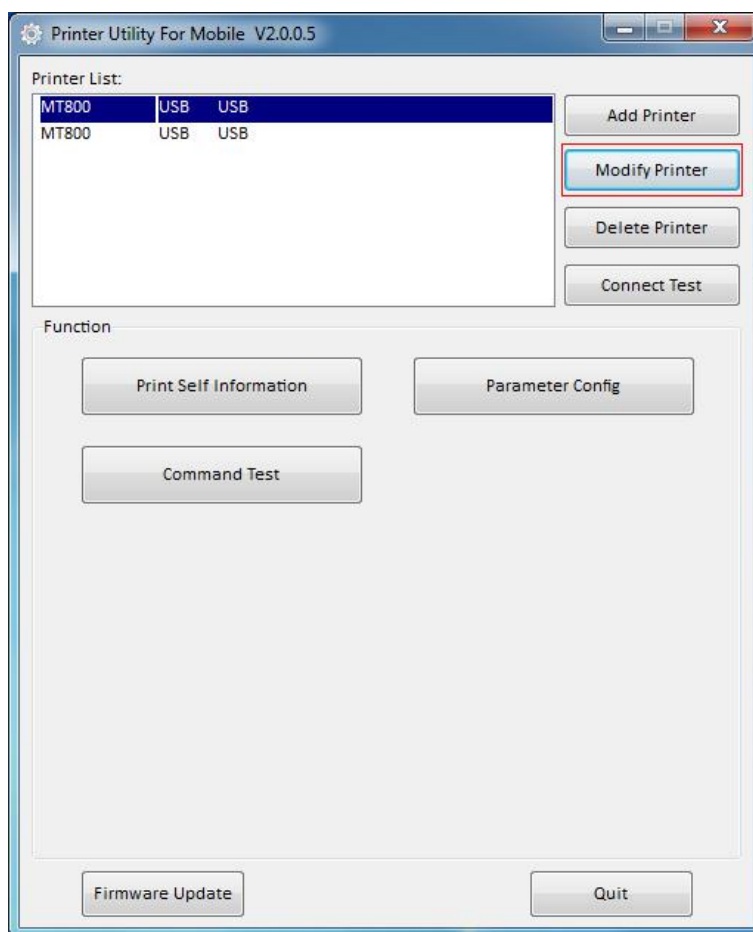 Printer Utility For Mobile V2.0.0.5
Printer List:
MT800 USB USB
MT800 USB USB
Add Printer
Modify Printer
Delete Printer
Connect Test
Function
Print Self Information
Parameter Config
Command Test
Firmware Update
Quit